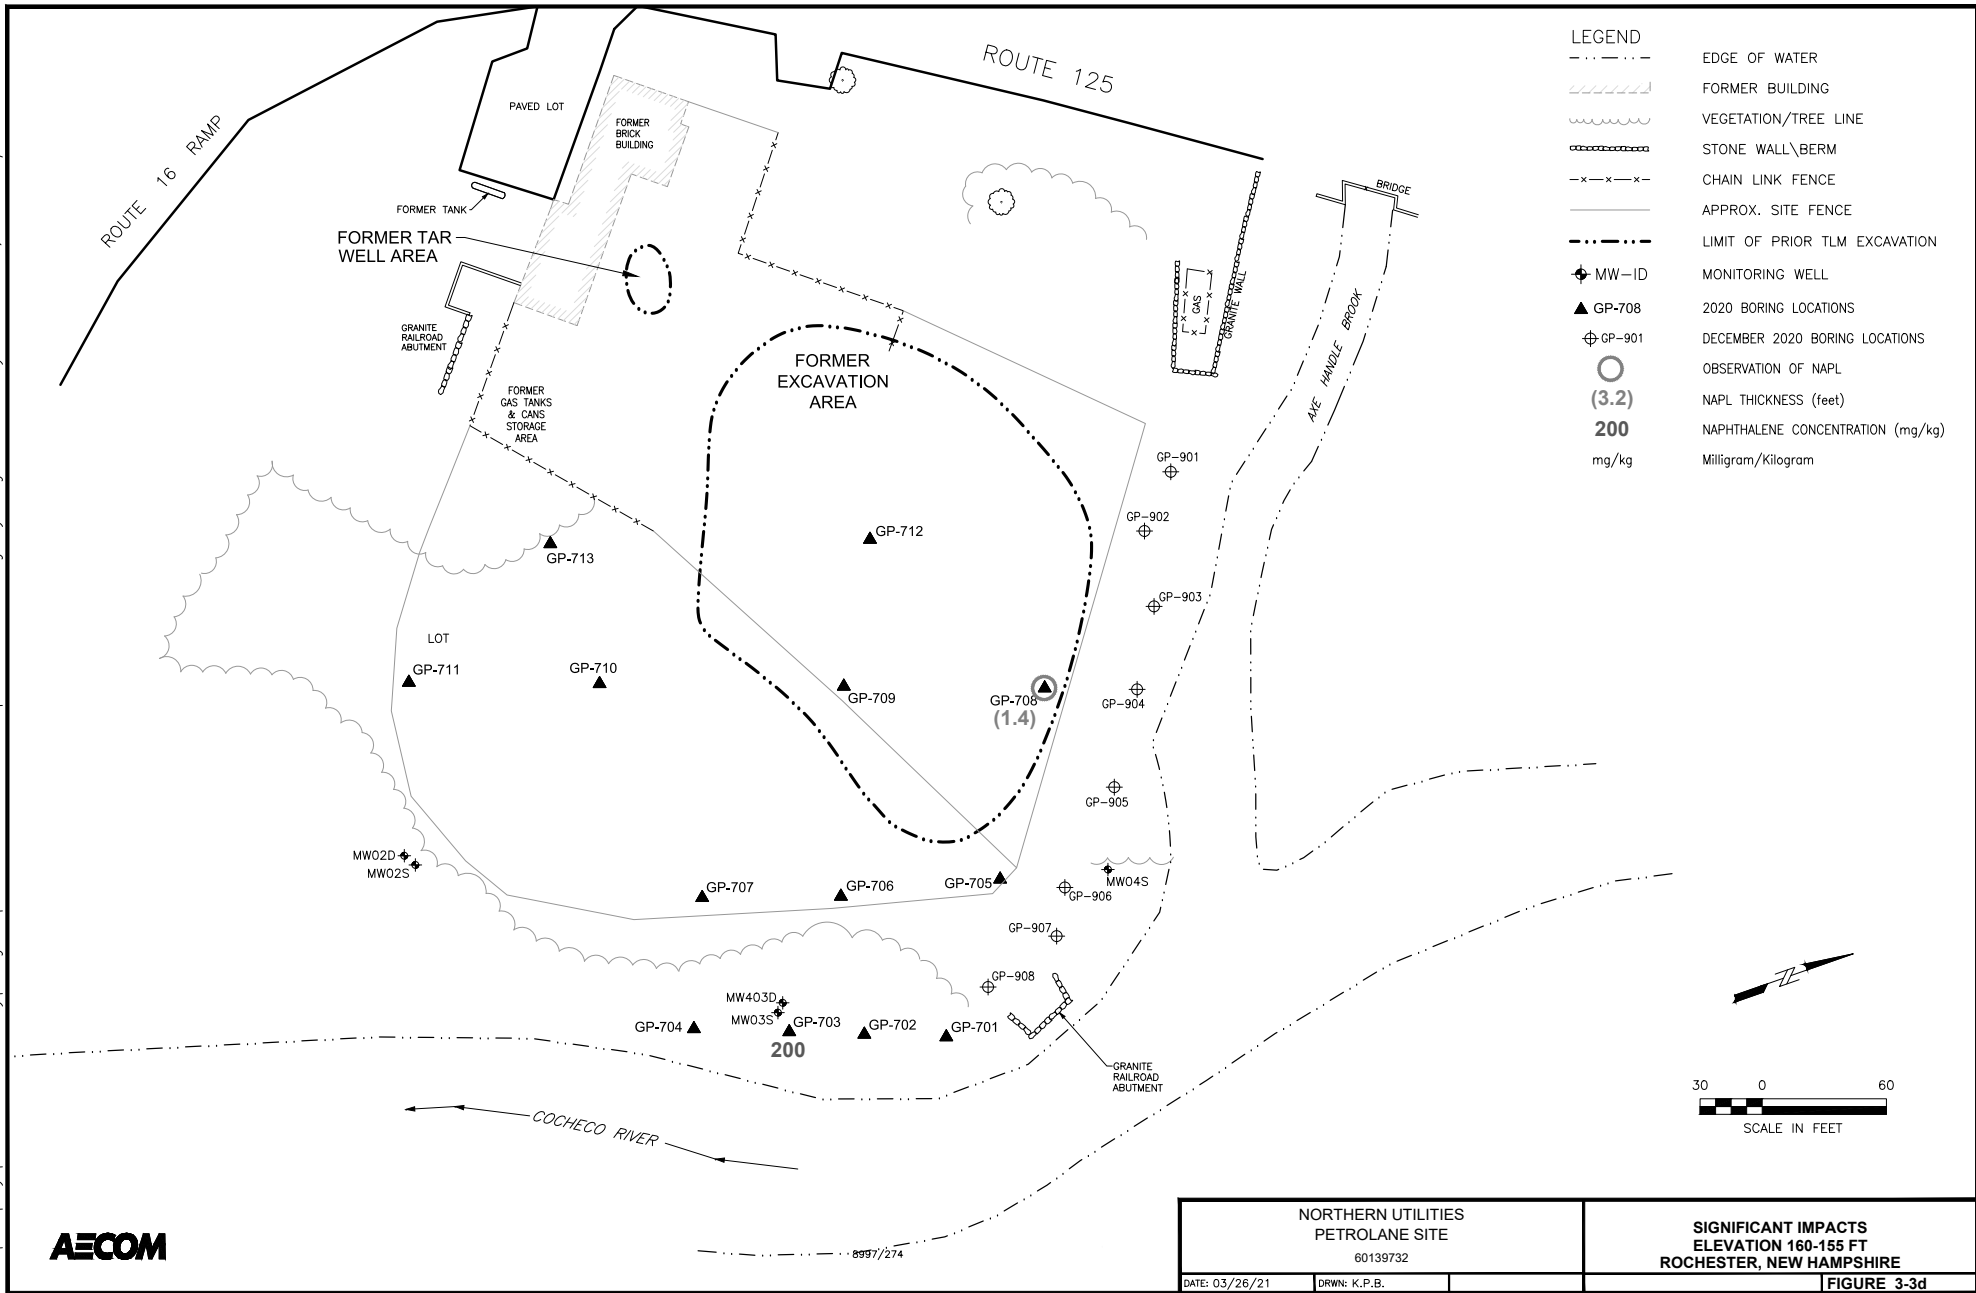 ROUTE 125
ROUTE 16 RAMP
PAVED LOT
FORMER
BRICK
BUILDING
FORMER TANK
FORMER TAR
WELL AREA
GRANITE
RAILROAD
ABUTMENT
FORMER
GAS TANKS
& CANS
STORAGE
AREA
FORMER
EXCAVATION
AREA
GAS
GRANITE WALL
BRIDGE
AXE HANDLE BROOK
GP-901
GP-902
GP-903
GP-904
GP-905
GP-906
GP-907
GP-908
MW04S
GP-712
GP-713
LOT
GP-711
GP-710
GP-709
GP-708
(1.4)
MW02D
MW02S
GP-707
GP-706
GP-705
MW403D
MW03S
GP-704
GP-703
GP-702
GP-701
200
GRANITE
RAILROAD
ABUTMENT
COCHECO RIVER
LEGEND
EDGE OF WATER
FORMER BUILDING
VEGETATION/TREE LINE
STONE WALL\BERM
CHAIN LINK FENCE
APPROX. SITE FENCE
LIMIT OF PRIOR TLM EXCAVATION
MW-ID MONITORING WELL
GP-708 2020 BORING LOCATIONS
GP-901 DECEMBER 2020 BORING LOCATIONS
OBSERVATION OF NAPL
(3.2) NAPL THICKNESS (feet)
200 NAPHTHALENE CONCENTRATION (mg/kg)
mg/kg Milligram/Kilogram
N
30 0 60
SCALE IN FEET
AECOM
8997/274
NORTHERN UTILITIES
PETROLANE SITE
60139732
DATE: 03/26/21 DRWN: K.P.B.
SIGNIFICANT IMPACTS
ELEVATION 160-155 FT
ROCHESTER, NEW HAMPSHIRE
FIGURE 3-3d